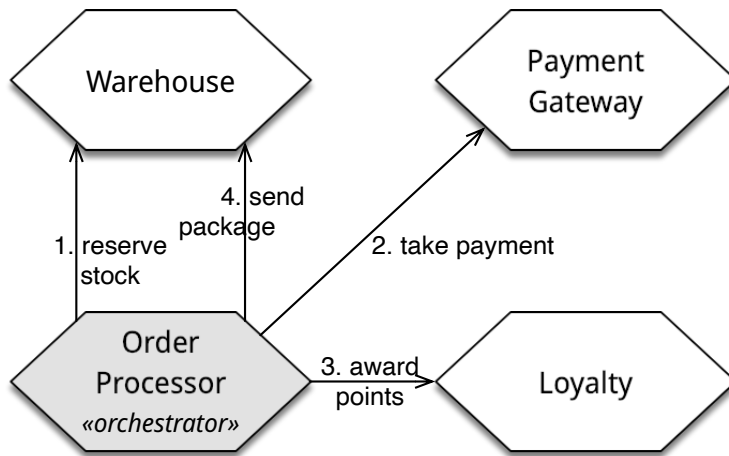 Warehouse
Payment
Gateway
4. send
package
1. reserve
stock
2. take payment
Order
Processor
«orchestrator»
3. award
points
Loyalty